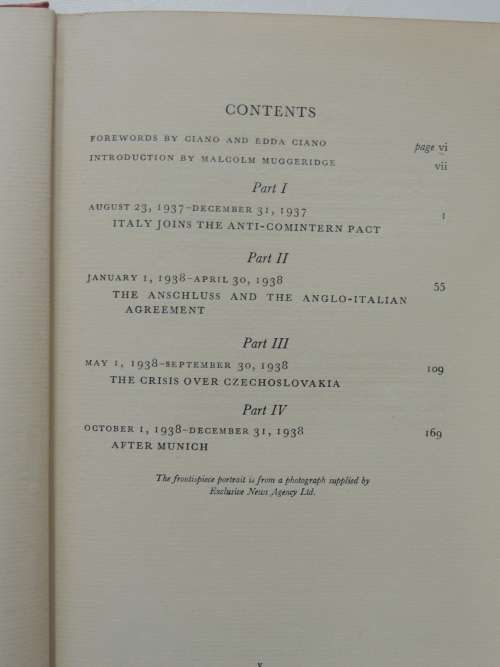 CONTENTS
FOREWORDS BY CIANO AND EDDA CIANO page vi
INTRODUCTION BY MALCOLM MUGGERIDGE vii
Part I
AUGUST 23, 1937–DECEMBER 31, 1937 1
ITALY JOINS THE ANTI-COMINTERN PACT
Part II
JANUARY 1, 1938–APRIL 30, 1938 55
THE ANSCHLUSS AND THE ANGLO-ITALIAN
AGREEMENT
Part III
MAY 1, 1938–SEPTEMBER 30, 1938 109
THE CRISIS OVER CZECHOSLOVAKIA
Part IV
OCTOBER 1, 1938–DECEMBER 31, 1938 169
AFTER MUNICH
The frontispiece portrait is from a photograph supplied by
Exclusive News Agency Ltd.
v